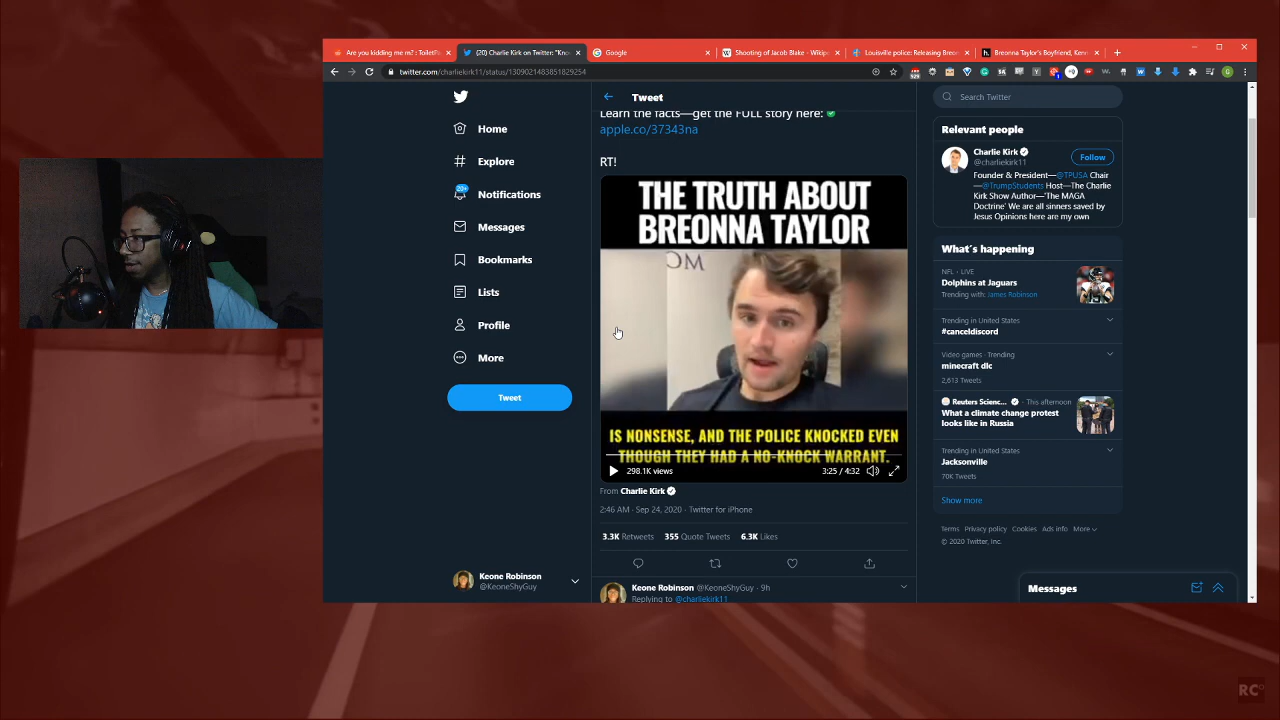 Are you kidding me m? : ToiletPa
(20) Charlie Kirk on Twitter: "Kno
Google
Shooting of Jacob Blake - Wikipe
Louisville police: Releasing Breon
Breonna Taylor's Boyfriend, Kenn
twitter.com/charliekirk11/status/1309021483851829254
Home
Explore
20+
Notifications
Messages
Bookmarks
Lists
Profile
More
Tweet
Keone Robinson
@KeoneShyGuy
Tweet
Learn the facts—get the FULL story here:
apple.co/37343na
RT!
THE TRUTH ABOUT
BREONNA TAYLOR
OM
IS NONSENSE, AND THE POLICE KNOCKED EVEN
THOUGH THEY HAD A NO-KNOCK WARRANT.
298.1K views
3:25 / 4:32
From Charlie Kirk
2:46 AM · Sep 24, 2020 · Twitter for iPhone
3.3K Retweets 355 Quote Tweets 6.3K Likes
Keone Robinson @KeoneShyGuy · 9h
Replying to @charliekirk11
Search Twitter
Relevant people
Charlie Kirk
@charliekirk11
Follow
Founder & President—@TPUSA Chair
—@TrumpStudents Host—The Charlie
Kirk Show Author—'The MAGA
Doctrine' We are all sinners saved by
Jesus Opinions here are my own
What's happening
NFL · LIVE
Dolphins at Jaguars
Trending with: James Robinson
Trending in United States
#canceldiscord
Video games · Trending
minecraft dlc
2,613 Tweets
Reuters Scienc... · This afternoon
What a climate change protest
looks like in Russia
Trending in United States
Jacksonville
70K Tweets
Show more
Terms Privacy policy Cookies Ads info More
© 2020 Twitter, Inc.
Messages
RC